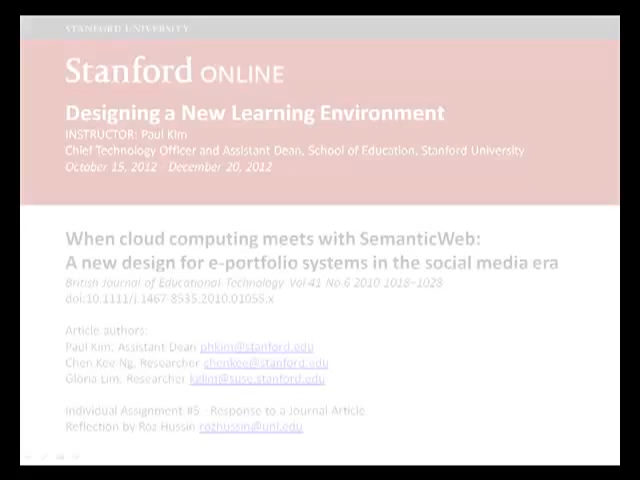 STANFORD UNIVERSITY
Stanford ONLINE
Designing a New Learning Environment
INSTRUCTOR: Paul Kim
Chief Technology Officer and Assistant Dean, School of Education, Stanford University
October 15, 2012 - December 20, 2012
When cloud computing meets with SemanticWeb:
A new design for e-portfolio systems in the social media era
British Journal of Educational Technology Vol 41 No 6 2010 1018–1028
doi:10.1111/j.1467-8535.2010.01055.x
Article authors:
Paul Kim, Assistant Dean phkim@stanford.edu
Chen Kee Ng, Researcher chenkee@stanford.edu
Gloria Lim, Researcher kzlim@suse.stanford.edu
Individual Assignment #5 - Response to a Journal Article
Reflection by Roz Hussin rozhussin@unl.edu